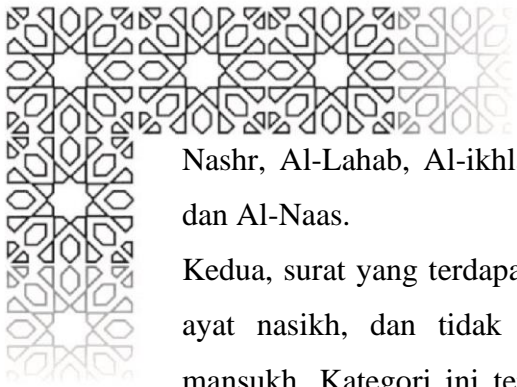 Nashr, Al-Lahab, Al-ikhl
dan Al-Naas.
Kedua, surat yang terdapa
ayat nasikh, dan tidak
mansukh. Kategori ini te